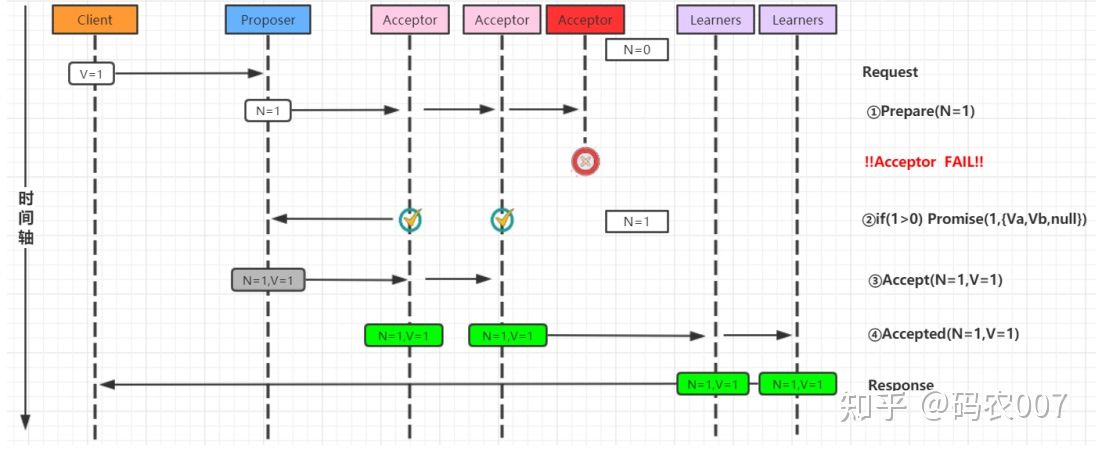 Client Proposer Acceptor Acceptor Acceptor Learners Learners
N=0
V=1 Request
N=1 ①Prepare(N=1)
!!Acceptor FAIL!!
N=1 ②if(1>0) Promise(1,{Va,Vb,null})
N=1,V=1 ③Accept(N=1,V=1)
N=1,V=1 N=1,V=1 ④Accepted(N=1,V=1)
N=1,V=1 N=1,V=1 Response
时间轴
知乎 @码农007